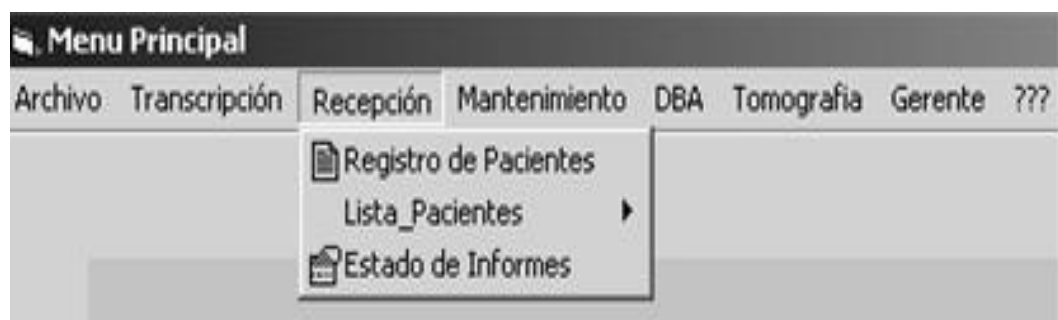 Menu Principal
Archivo Transcripción Recepción Mantenimiento DBA Tomografia Gerente ???
Registro de Pacientes
Lista_Pacientes
Estado de Informes